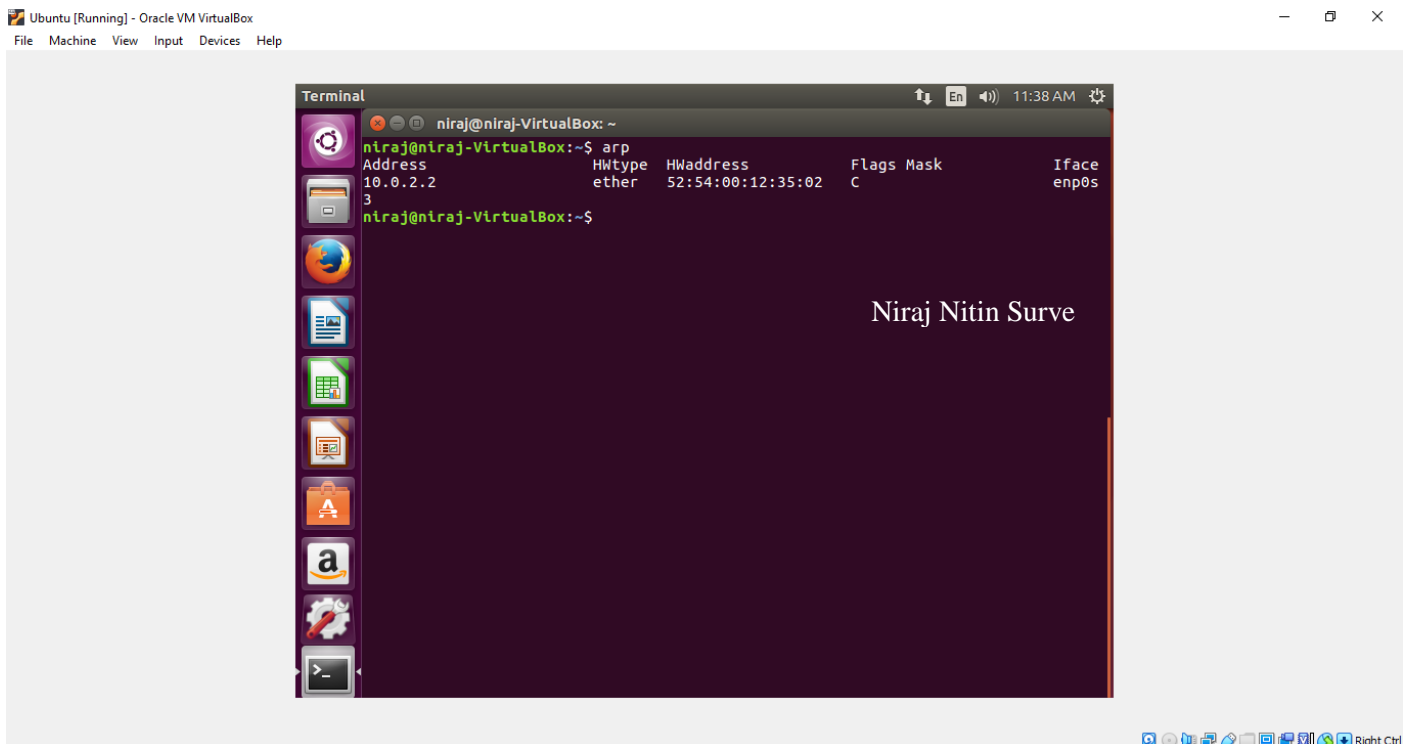 Ubuntu [Running] - Oracle VM VirtualBox
File Machine View Input Devices Help
Terminal En 11:38 AM
niraj@niraj-VirtualBox: ~
niraj@niraj-VirtualBox:~$ arp
Address HWtype HWaddress Flags Mask Iface
10.0.2.2 ether 52:54:00:12:35:02 C enp0s
3
niraj@niraj-VirtualBox:~$
Niraj Nitin Surve
Right Ctrl